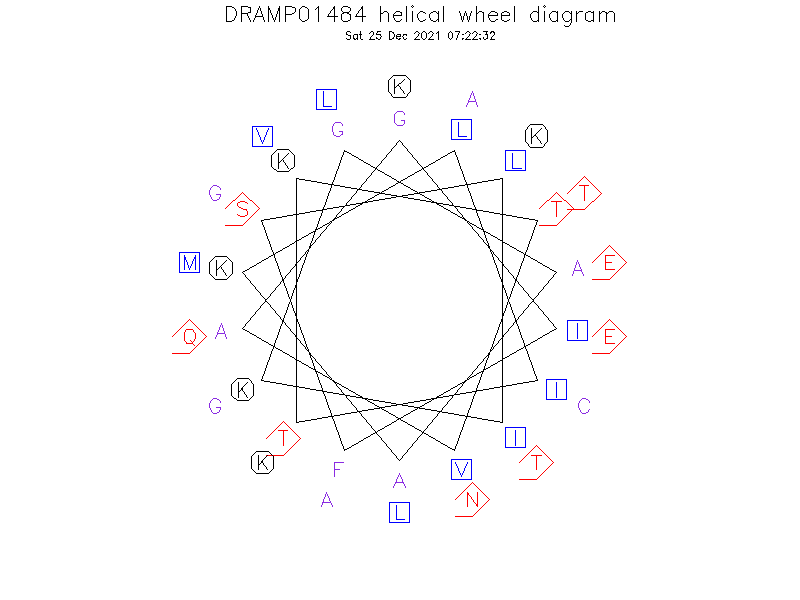 DRAMP01484 helical wheel diagram
Sat 25 Dec 2021 07:22:32
K
L A
G G L
V K
K L
G T T
S T
M K A E
Q A I E
G K I C
T I
K T
F V
A A N
L